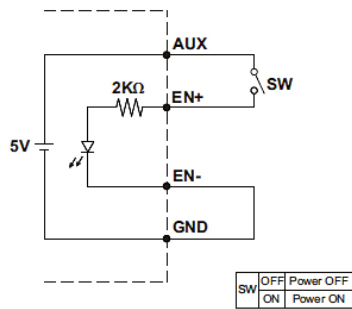 AUX
SW
2KΩ
EN+
5V
EN-
GND
SW OFF Power OFF
ON Power ON